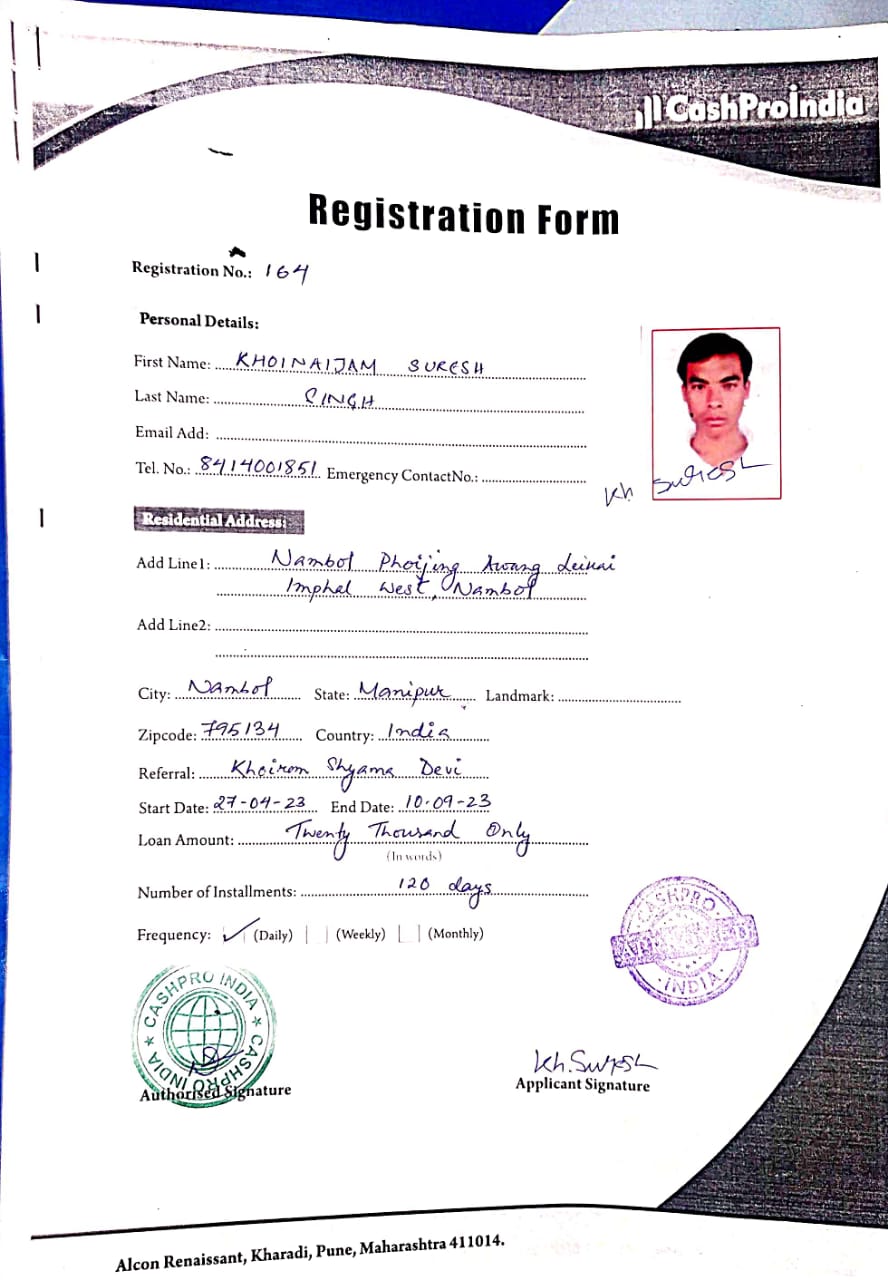 CashProIndia
Registration Form
Registration No.: 164
Personal Details:
First Name: KHOINAIJAM SURESH
Last Name: SINGH
Email Add:
Tel. No.: 8414001851 Emergency ContactNo.:
Kh Suresh
Residential Address:
Add Line1: Nambol Phoijing Awang Leikai
Imphal West, Nambol
Add Line2:
City: Nambol State: Manipur Landmark:
Zipcode: 795134 Country: India
Referral: Khoirom Shyama Devi
Start Date: 27-04-23 End Date: 10-09-23
Loan Amount: Twenty Thousand Only
(In words)
Number of Installments: 120 days
Frequency: (Daily) (Weekly) (Monthly)
CASHPRO INDIA
CASHPRO INDIA ★ CASHPRO INDIA ★
Kh. Suresh
Authorised Signature Applicant Signature
Alcon Renaissant, Kharadi, Pune, Maharashtra 411014.